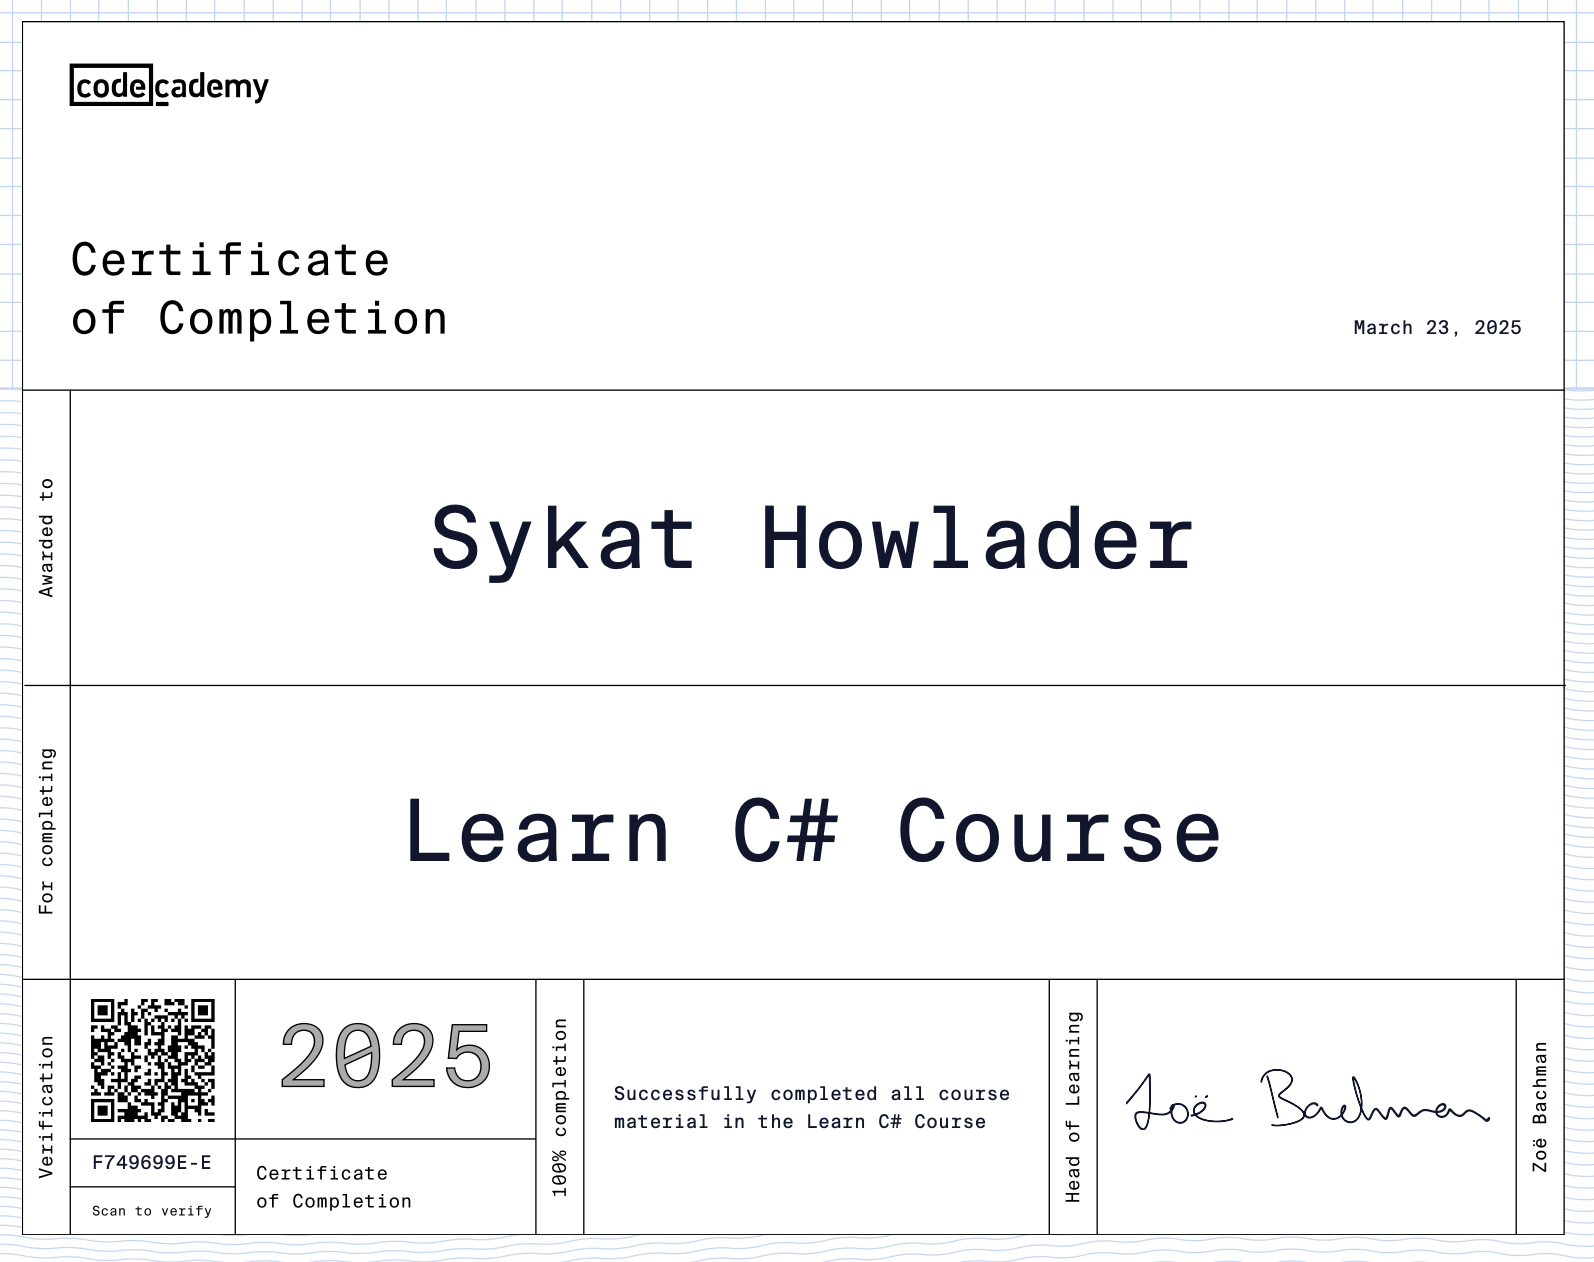 codecademy
Certificate
of Completion
March 23, 2025
Awarded to
Sykat Howlader
For completing
Learn C# Course
Verification
F749699E-E
Scan to verify
2025
Certificate
of Completion
100% completion
Successfully completed all course
material in the Learn C# Course
Head of Learning
Zoë Bachman
Zoë Bachman